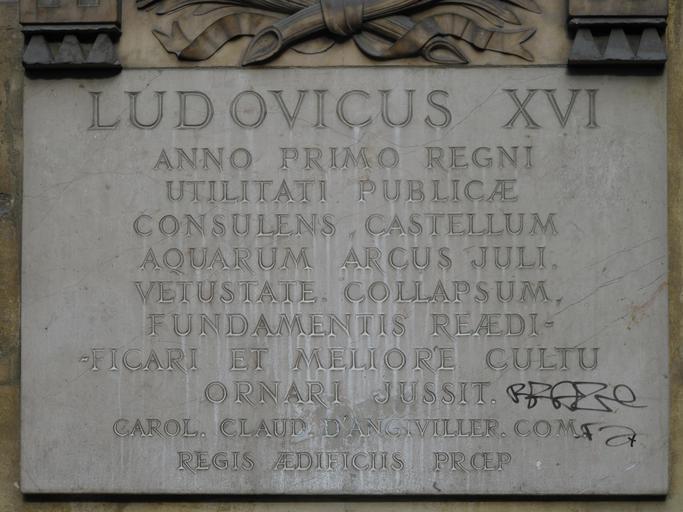 LUDOVICUS XVI
ANNO PRIMO REGNI
UTILITATI PUBLICÆ
CONSULENS, CASTELLUM
AQUARUM ARCUS JULI.
VETUSTATE. COLLAPSUM,
FUNDAMENTIS REÆDI-
-FICARI ET MELIORE CULTU
ORNARI JUSSIT.
CAROL. CLAUD. D'ANGIVILLER. COM.
REGIS ÆDIFICIIS PRŒP